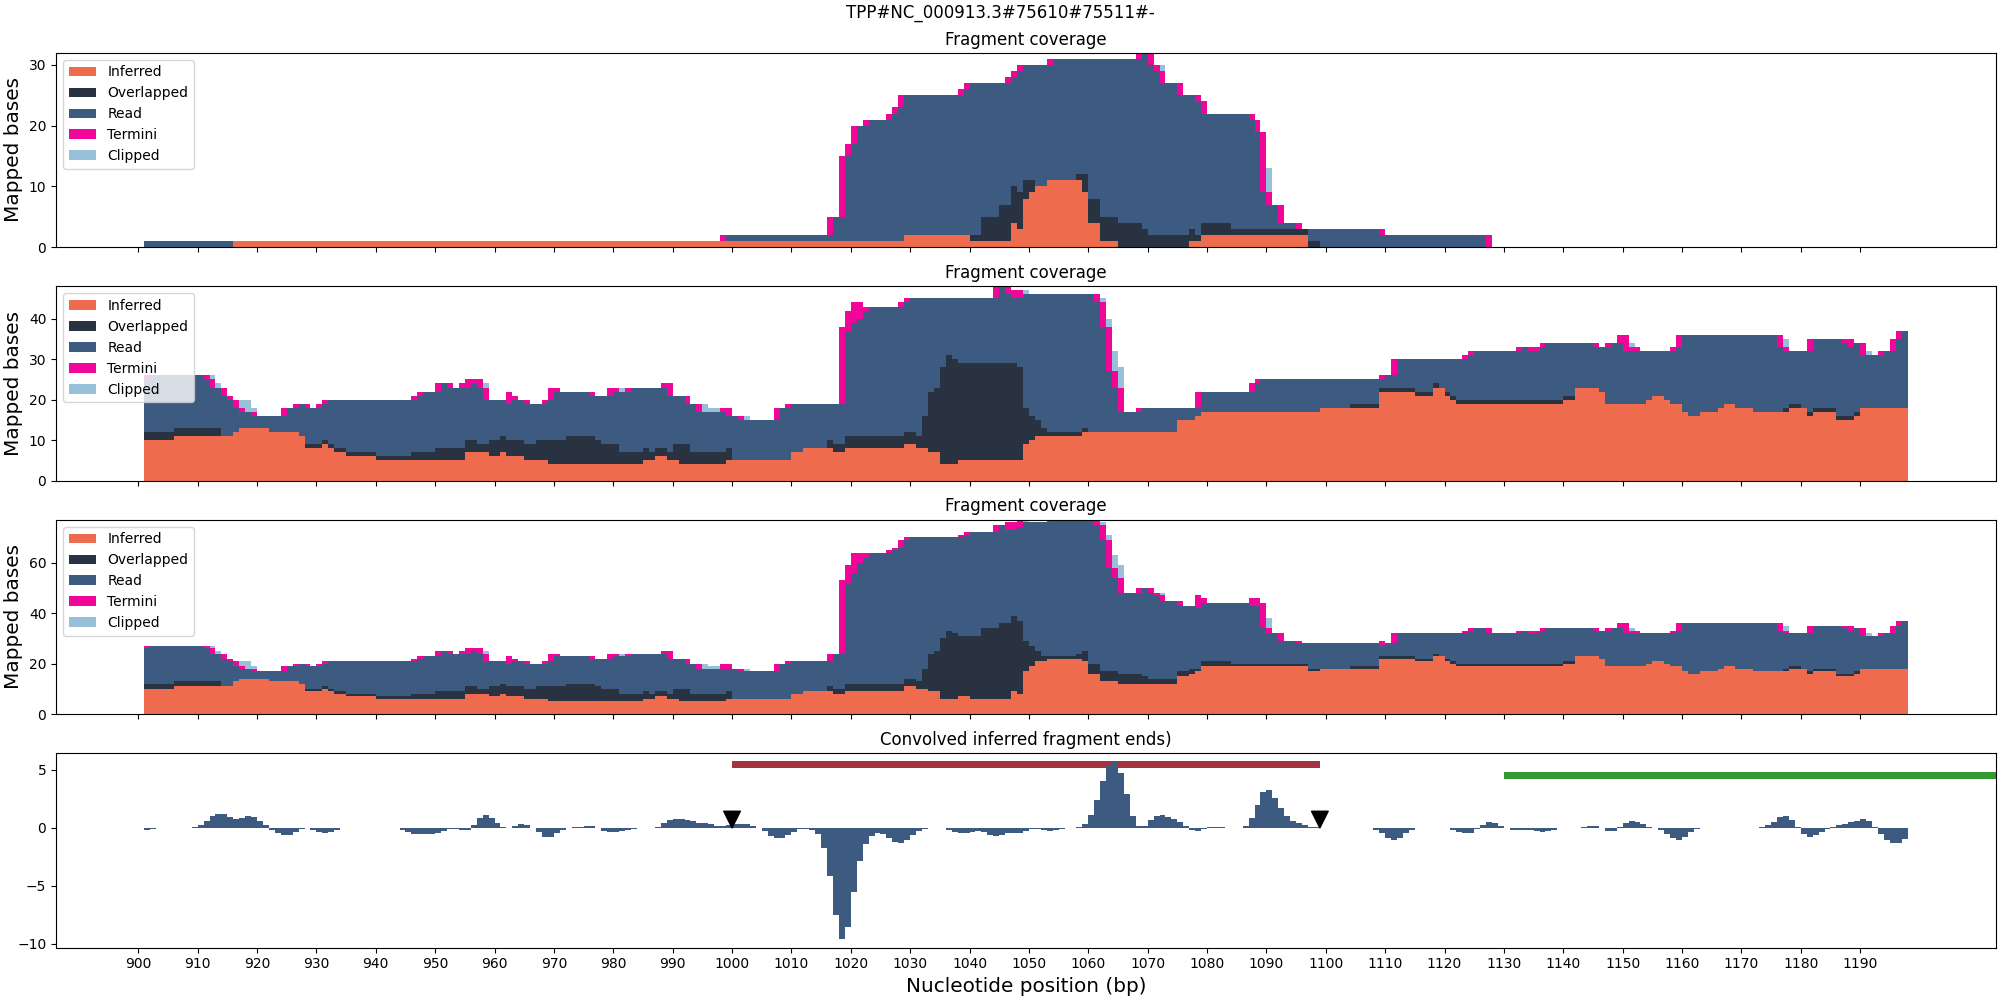 TPP#NC_000913.3#75610#75511#-
Fragment coverage
Mapped bases
30
20
10
0
Inferred
Overlapped
Read
Termini
Clipped
Fragment coverage
Mapped bases
40
30
20
10
0
Inferred
Overlapped
Read
Termini
Clipped
Fragment coverage
Mapped bases
60
40
20
0
Inferred
Overlapped
Read
Termini
Clipped
Convolved inferred fragment ends)
5
0
−5
−10
900 910 920 930 940 950 960 970 980 990 1000 1010 1020 1030 1040 1050 1060 1070 1080 1090 1100 1110 1120 1130 1140 1150 1160 1170 1180 1190
Nucleotide position (bp)